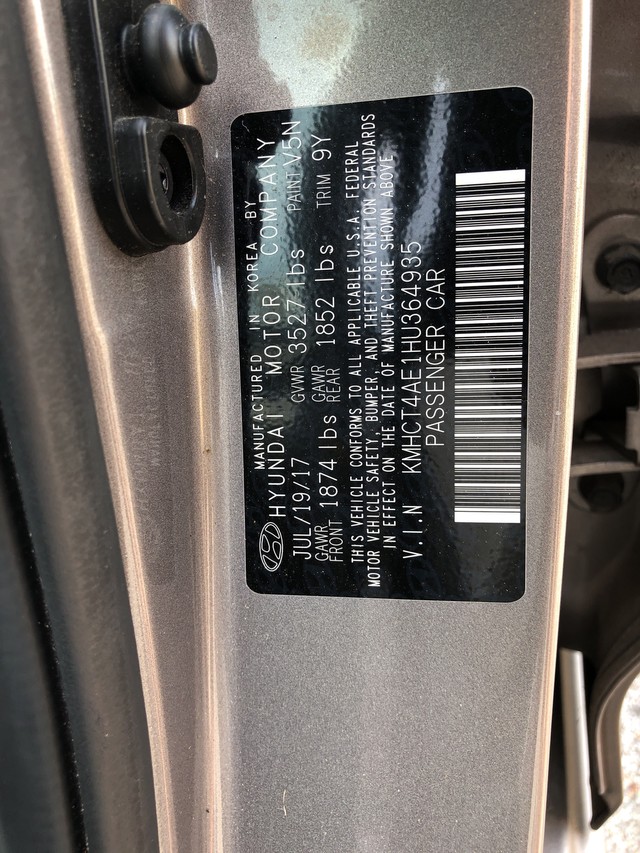 MANUFACTURED IN KOREA BY
HYUNDAI MOTOR COMPANY
JUL/19/17 GVWR 3527 lbs PAINT V5N
GAWR FRONT 1874 lbs GAWR REAR 1852 lbs TRIM 9Y
THIS VEHICLE CONFORMS TO ALL APPLICABLE U.S.A. FEDERAL
MOTOR VEHICLE SAFETY, BUMPER, AND THEFT PREVENTION STANDARDS
IN EFFECT ON THE DATE OF MANUFACTURE SHOWN ABOVE
V.I.N KMHCT4AE1HU364935
PASSENGER CAR